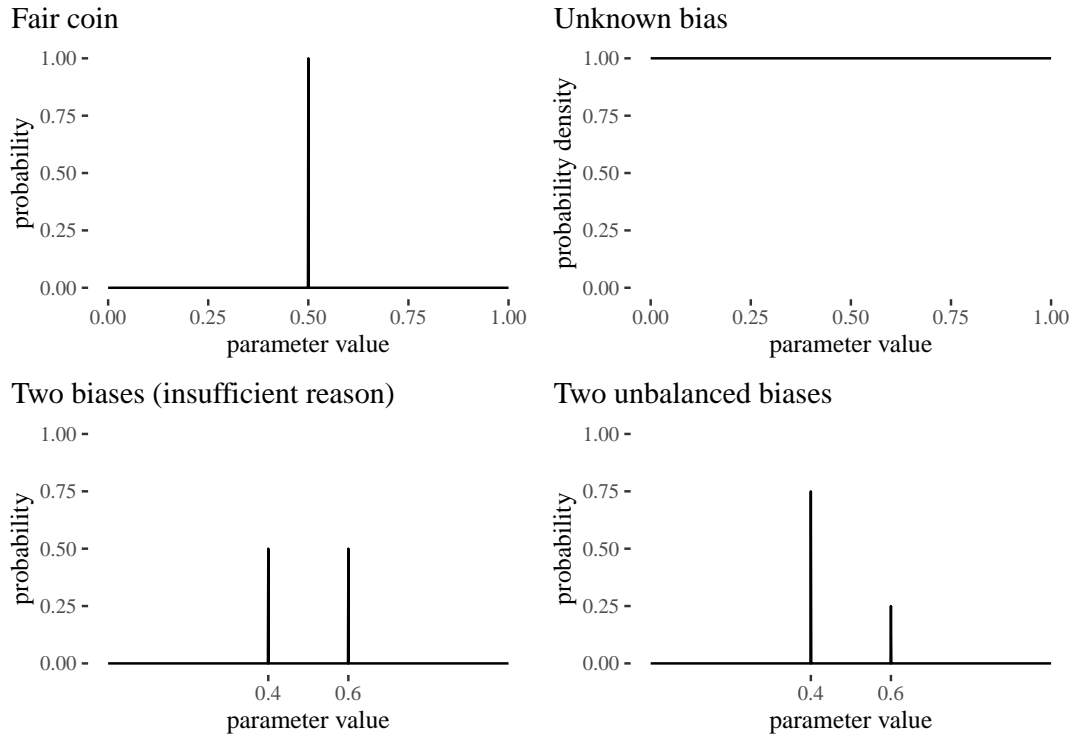 Fair coin
1.00
0.75
0.50
0.25
0.00
probability
0.00 0.25 0.50 0.75 1.00
parameter value
Unknown bias
1.00
0.75
0.50
0.25
0.00
probability density
0.00 0.25 0.50 0.75 1.00
parameter value
Two biases (insufficient reason)
1.00
0.75
0.50
0.25
0.00
probability
0.4 0.6
parameter value
Two unbalanced biases
1.00
0.75
0.50
0.25
0.00
probability
0.4 0.6
parameter value